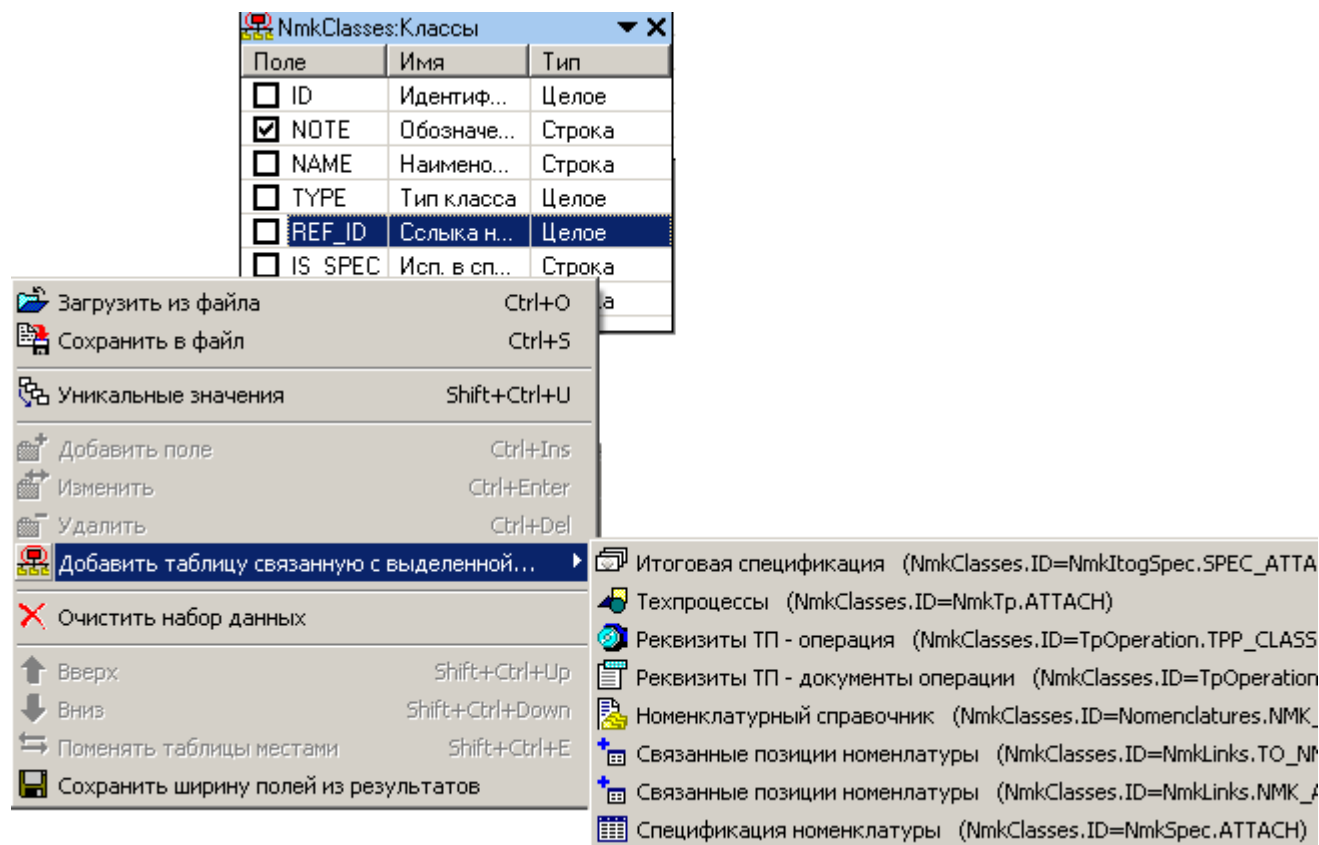 NmkClasses:Классы
Поле Имя Тип
ID Идентиф... Целое
NOTE Обозначе... Строка
NAME Наимено... Строка
TYPE Тип класса Целое
REF_ID Сслыка н... Целое
IS_SPEC Исп. в сп... Строка
а
Загрузить из файла Ctrl+O
Сохранить в файл Ctrl+S
Уникальные значения Shift+Ctrl+U
Добавить поле Ctrl+Ins
Изменить Ctrl+Enter
Удалить Ctrl+Del
Добавить таблицу связанную с выделенной...
Очистить набор данных
Вверх Shift+Ctrl+Up
Вниз Shift+Ctrl+Down
Поменять таблицы местами Shift+Ctrl+E
Сохранить ширину полей из результатов
Итоговая спецификация (NmkClasses.ID=NmkItogSpec.SPEC_ATTA
Техпроцессы (NmkClasses.ID=NmkTp.ATTACH)
Реквизиты ТП - операция (NmkClasses.ID=TpOperation.TPP_CLASS
Реквизиты ТП - документы операции (NmkClasses.ID=TpOperation
Номенклатурный справочник (NmkClasses.ID=Nomenclatures.NMK_
Связанные позиции номенлатуры (NmkClasses.ID=NmkLinks.TO_NM
Связанные позиции номенлатуры (NmkClasses.ID=NmkLinks.NMK_A
Спецификация номенклатуры (NmkClasses.ID=NmkSpec.ATTACH)